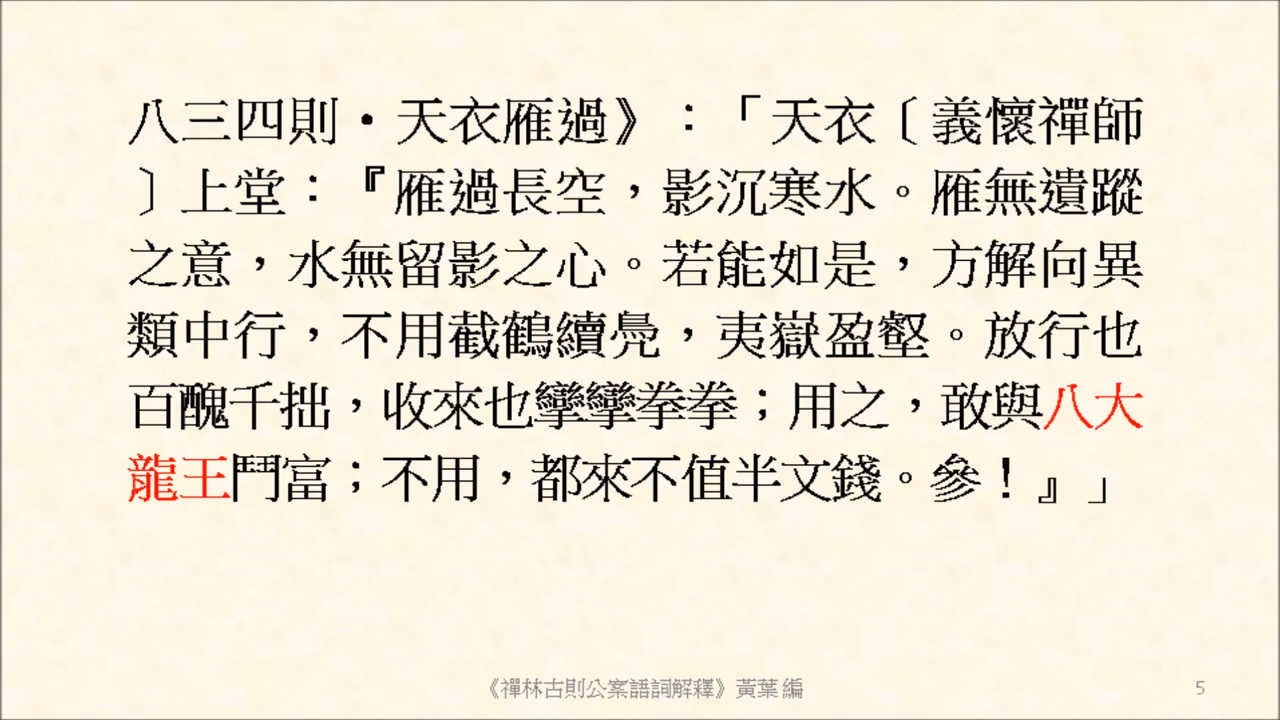 八三四則‧天衣雁過》：「天衣〔義懷禪師
〕上堂：『雁過長空，影沉寒水。雁無遺蹤
之意，水無留影之心。若能如是，方解向異
類中行，不用截鶴續鳧，夷嶽盈壑。放行也
百醜千拙，收來也攣攣拳拳；用之，敢與八大
龍王鬥富；不用，都來不值半文錢。參！』」
《禪林古則公案語詞解釋》黃葉 編
5